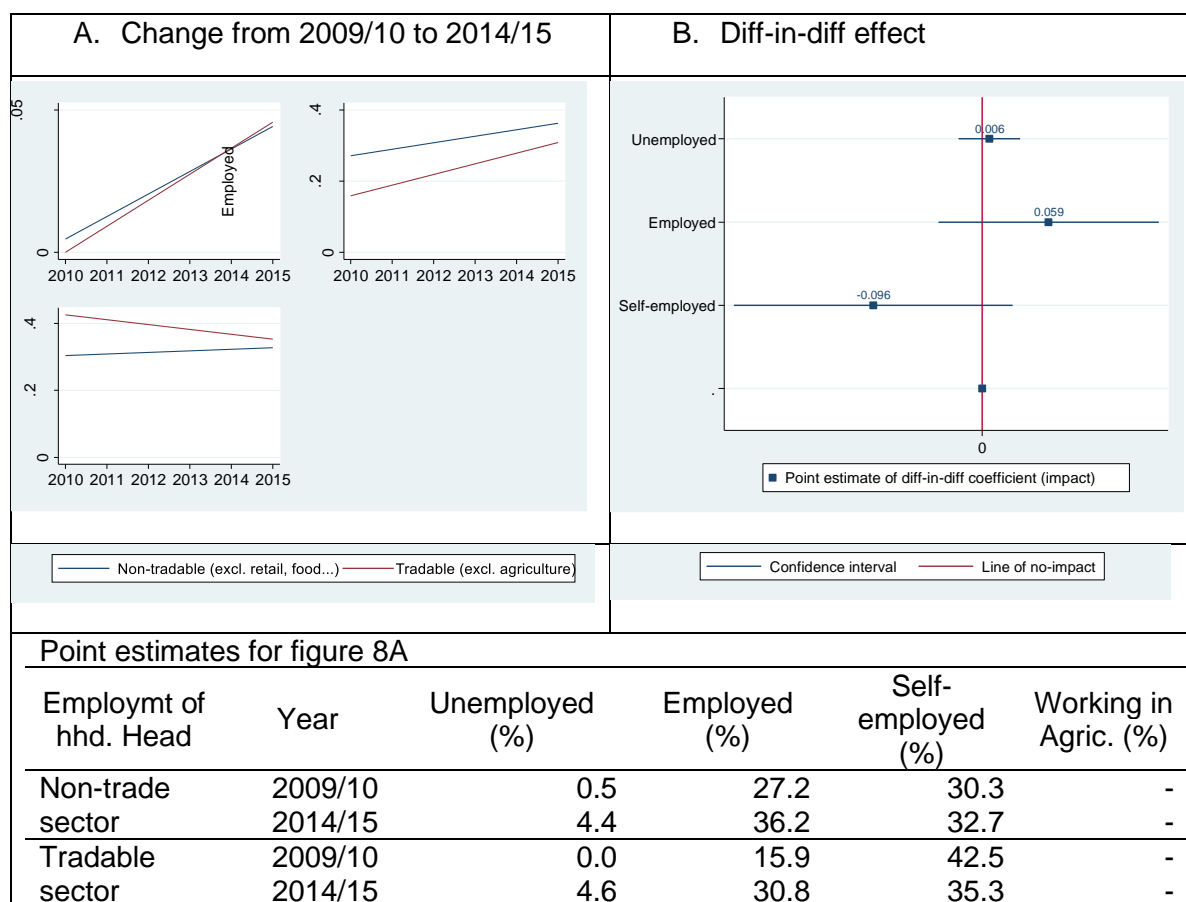 A. Change from 2009/10 to 2014/15
B. Diff-in-diff effect
.05
0
Employed
2010 2011 2012 2013 2014 2015
.4
.2
0
2010 2011 2012 2013 2014 2015
.4
.2
0
2010 2011 2012 2013 2014 2015
Unemployed
0.006
Employed
0.059
Self-employed
-0.096
.
0
Point estimate of diff-in-diff coefficient (impact)
Non-tradable (excl. retail, food...) Tradable (excl. agriculture)
Confidence interval Line of no-impact
Point estimates for figure 8A
Employmt of hhd. Head Year Unemployed (%) Employed (%) Self-employed (%) Working in Agric. (%)
Non-trade 2009/10 0.5 27.2 30.3 -
sector 2014/15 4.4 36.2 32.7 -
Tradable 2009/10 0.0 15.9 42.5 -
sector 2014/15 4.6 30.8 35.3 -